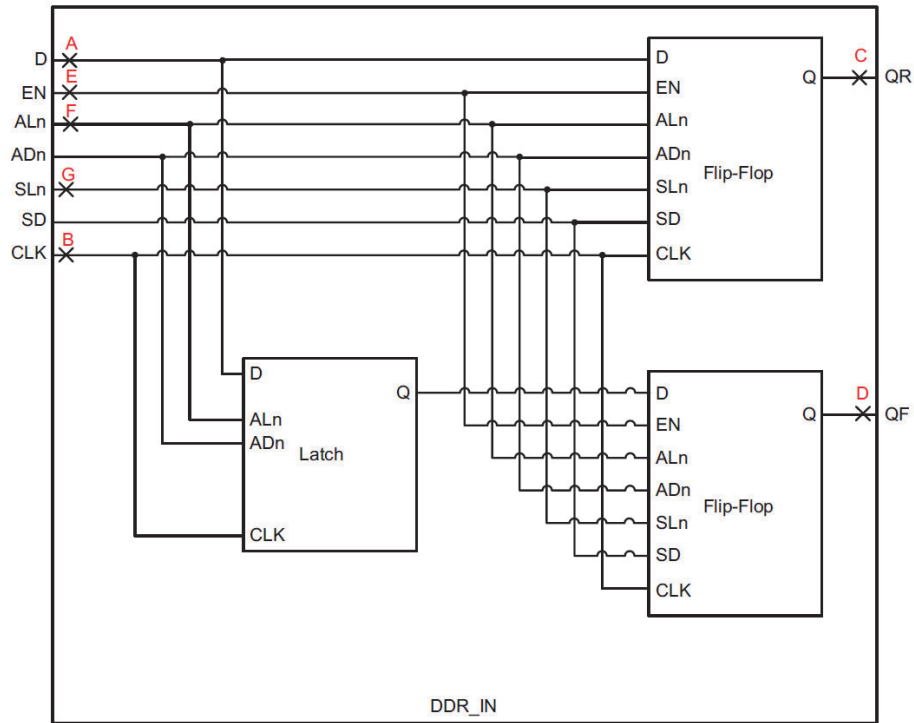 A
D
E
EN
F
ALn
ADn
G
SLn
SD
B
CLK
D
EN
ALn
ADn
SLn
SD
CLK
Flip-Flop
Q
C
QR
D
ALn
ADn
Latch
CLK
Q
D
EN
ALn
ADn
SLn
SD
CLK
Flip-Flop
Q
D
QF
DDR_IN